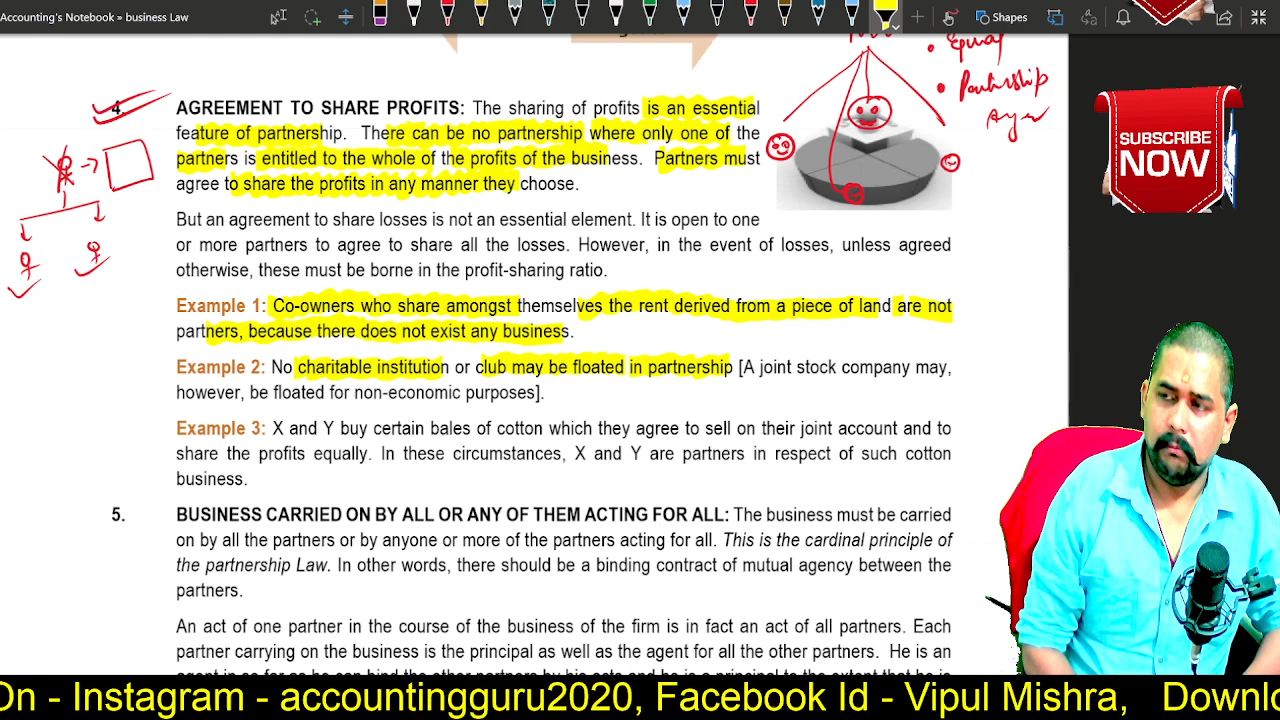 Accounting's Notebook » business Law
Shapes
Equal
Partnership
4. AGREEMENT TO SHARE PROFITS: The sharing of profits is an essential
feature of partnership. There can be no partnership where only one of the
partners is entitled to the whole of the profits of the business. Partners must
agree to share the profits in any manner they choose.
SUBSCRIBE
NOW
But an agreement to share losses is not an essential element. It is open to one
or more partners to agree to share all the losses. However, in the event of losses, unless agreed
otherwise, these must be borne in the profit-sharing ratio.
Example 1: Co-owners who share amongst themselves the rent derived from a piece of land are not
partners, because there does not exist any business.
Example 2: No charitable institution or club may be floated in partnership [A joint stock company may,
however, be floated for non-economic purposes].
Example 3: X and Y buy certain bales of cotton which they agree to sell on their joint account and to
share the profits equally. In these circumstances, X and Y are partners in respect of such cotton
business.
5. BUSINESS CARRIED ON BY ALL OR ANY OF THEM ACTING FOR ALL: The business must be carried
on by all the partners or by anyone or more of the partners acting for all. This is the cardinal principle of
the partnership Law. In other words, there should be a binding contract of mutual agency between the
partners.
An act of one partner in the course of the business of the firm is in fact an act of all partners. Each
partner carrying on the business is the principal as well as the agent for all the other partners. He is an
On - Instagram - accountingguru2020, Facebook Id - Vipul Mishra, Downlo